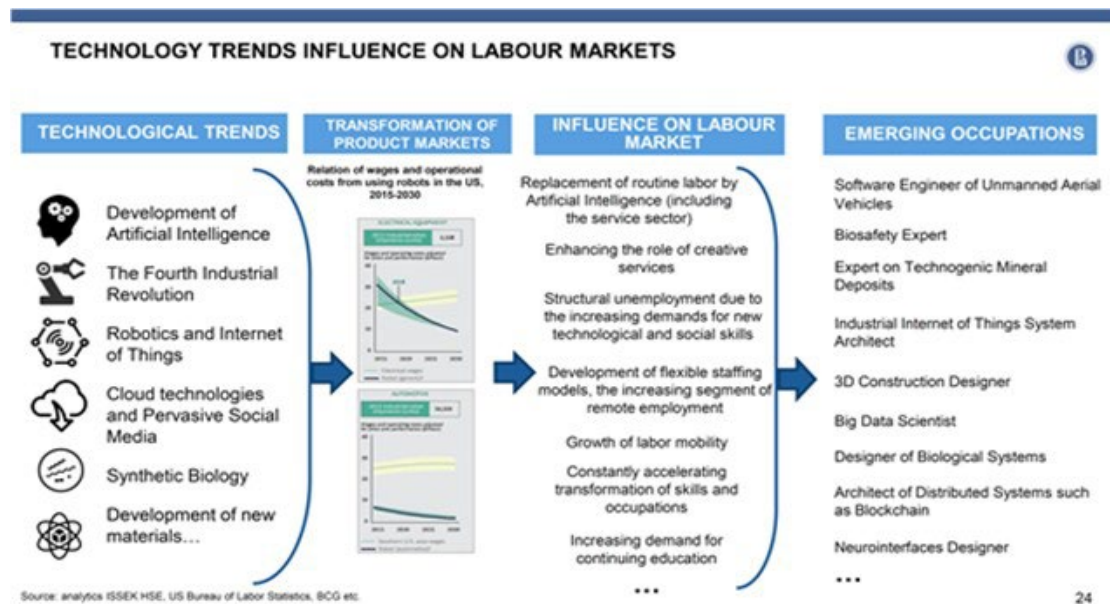 TECHNOLOGY TRENDS INFLUENCE ON LABOUR MARKETS
TECHNOLOGICAL TRENDS
Development of
Artificial Intelligence
The Fourth Industrial
Revolution
Robotics and Internet
of Things
Cloud technologies
and Pervasive Social
Media
Synthetic Biology
Development of new
materials…
TRANSFORMATION OF
PRODUCT MARKETS
Relation of wages and operational
costs from using robots in the US,
2015-2030
ELECTRICAL EQUIPMENT
AUTOMOTIVE
INFLUENCE ON LABOUR
MARKET
Replacement of routine labor by
Artificial Intelligence (including
the service sector)
Enhancing the role of creative
services
Structural unemployment due to
the increasing demands for new
technological and social skills
Development of flexible staffing
models, the increasing segment of
remote employment
Growth of labor mobility
Constantly accelerating
transformation of skills and
occupations
Increasing demand for
continuing education
•••
EMERGING OCCUPATIONS
Software Engineer of Unmanned Aerial
Vehicles
Biosafety Expert
Expert on Technogenic Mineral
Deposits
Industrial Internet of Things System
Architect
3D Construction Designer
Big Data Scientist
Designer of Biological Systems
Architect of Distributed Systems such
as Blockchain
Neurointerfaces Designer
•••
Source: analytics ISSEK HSE, US Bureau of Labor Statistics, BCG etc.
24